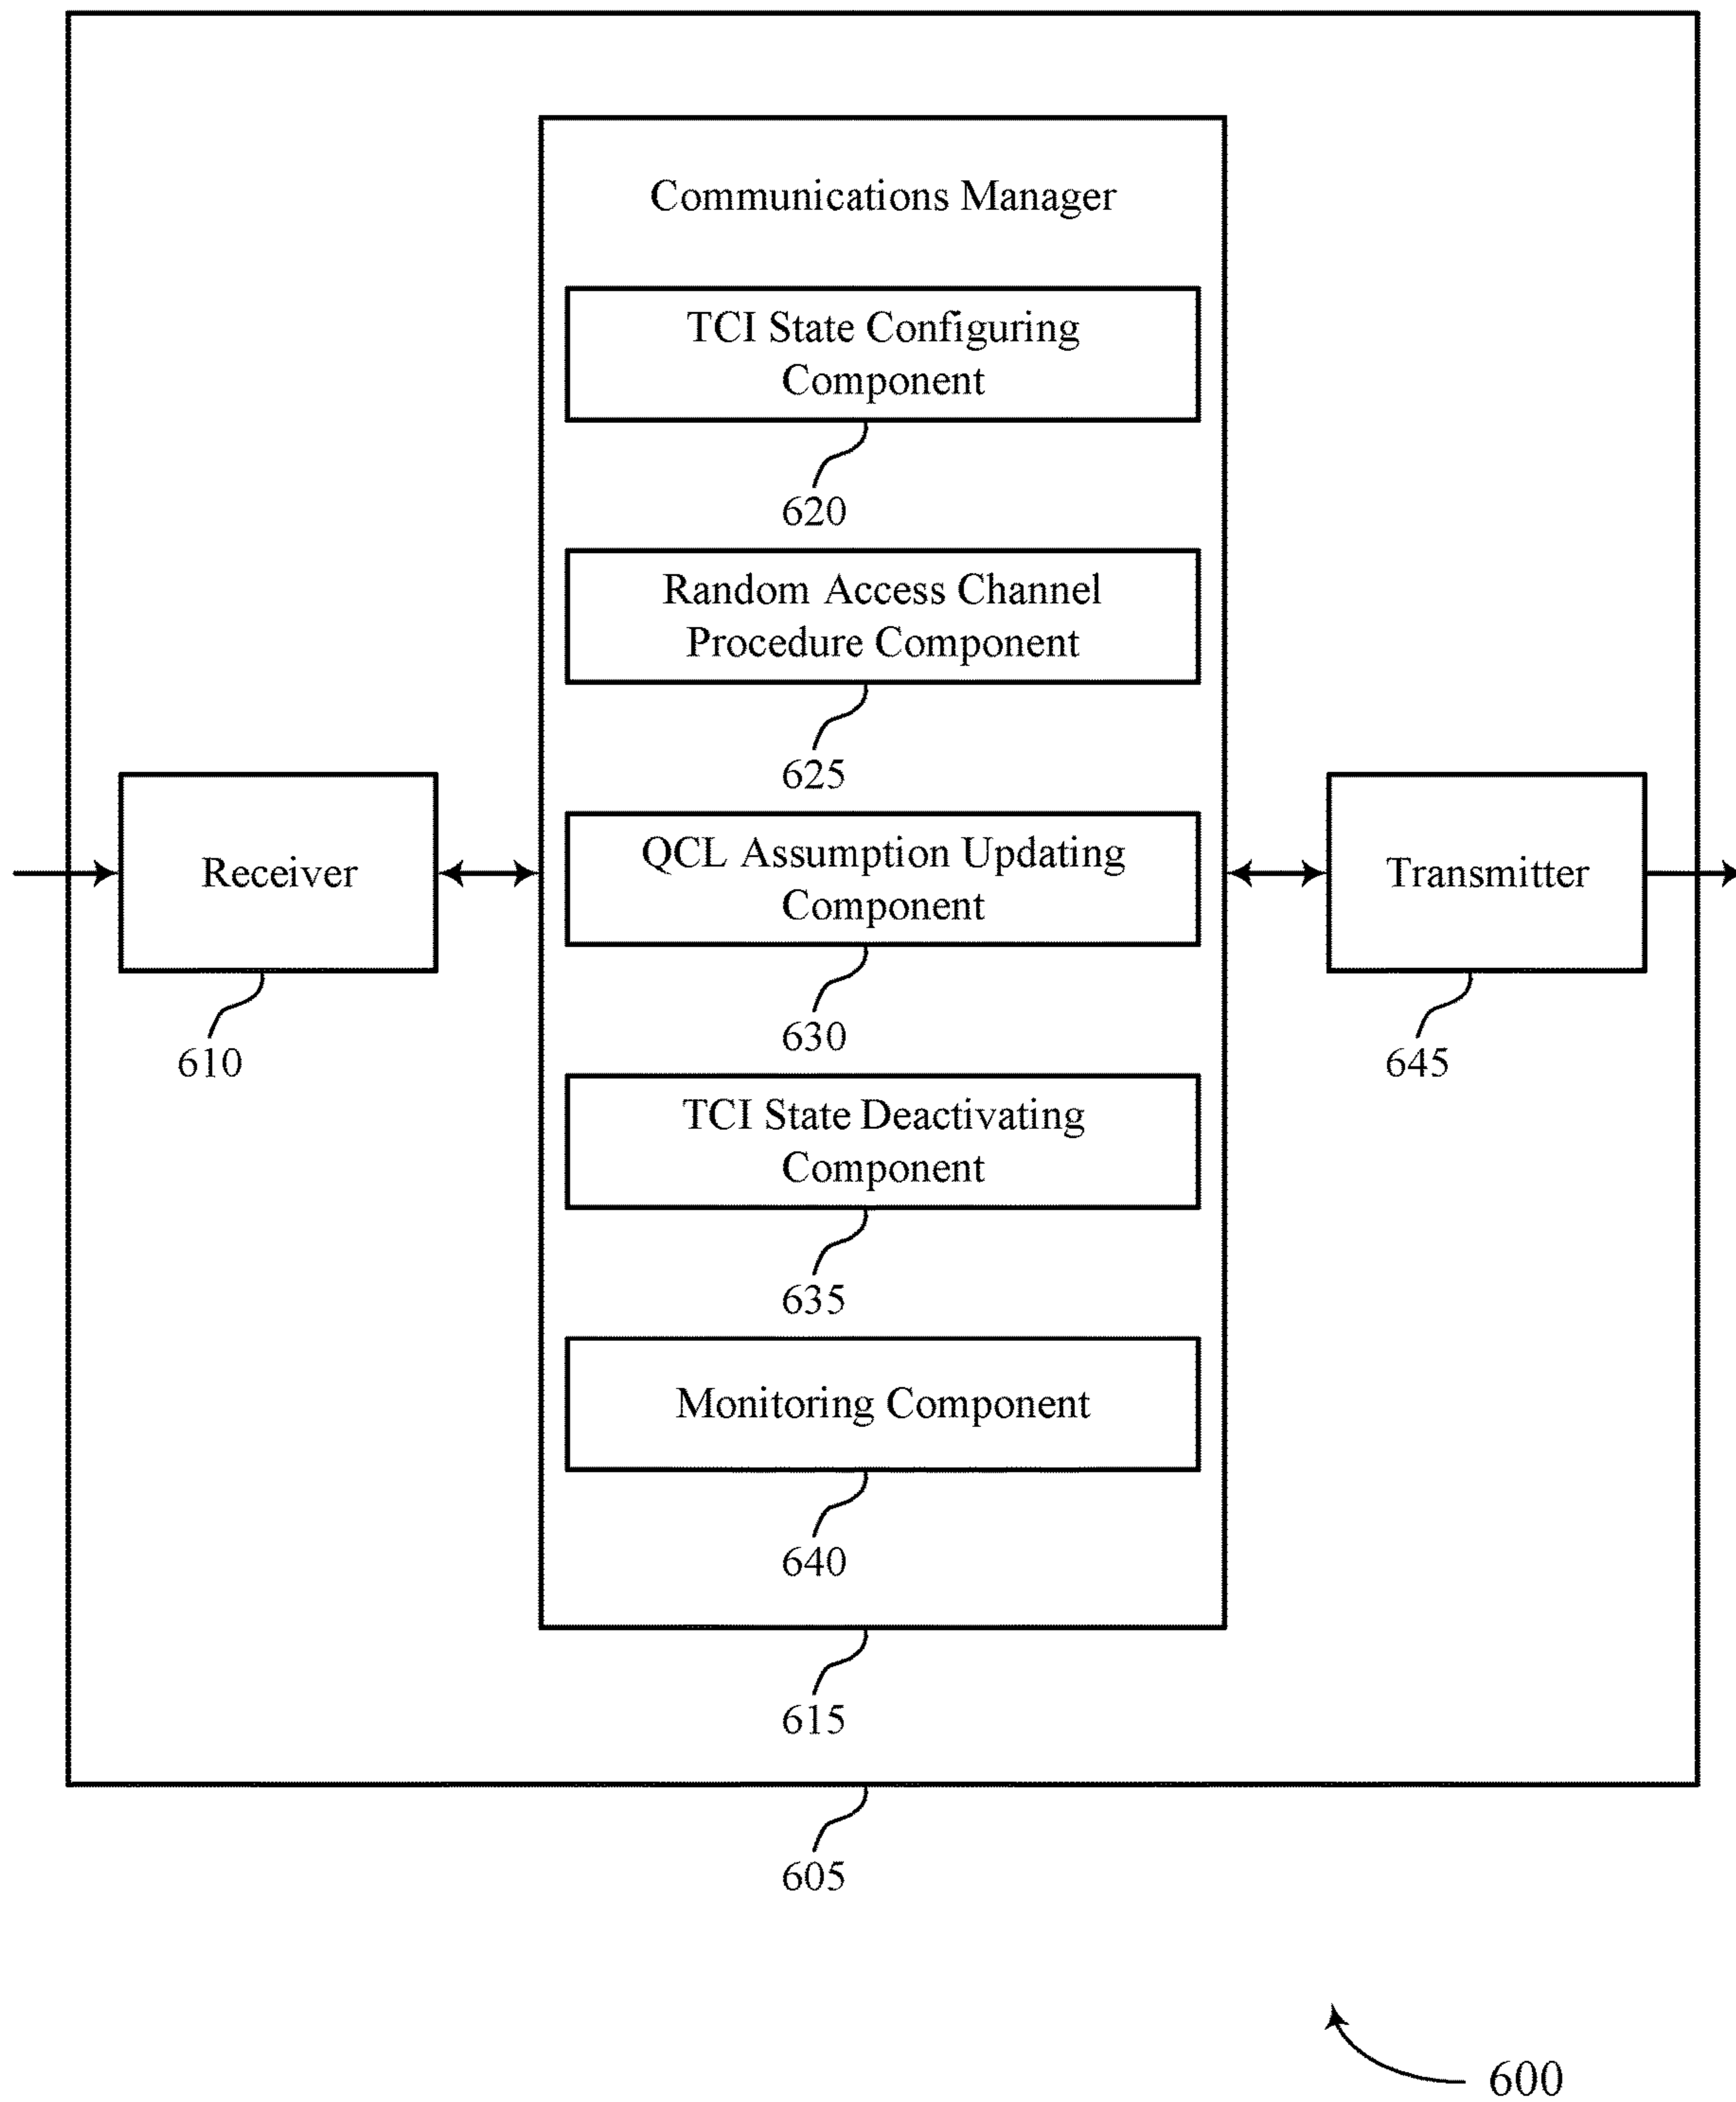 Communications Manager
TCI State Configuring
Component
620
Random Access Channel
Procedure Component
625
Receiver
610
QCL Assumption Updating
Component
630
Transmitter
645
TCI State Deactivating
Component
635
Monitoring Component
640
615
605
600